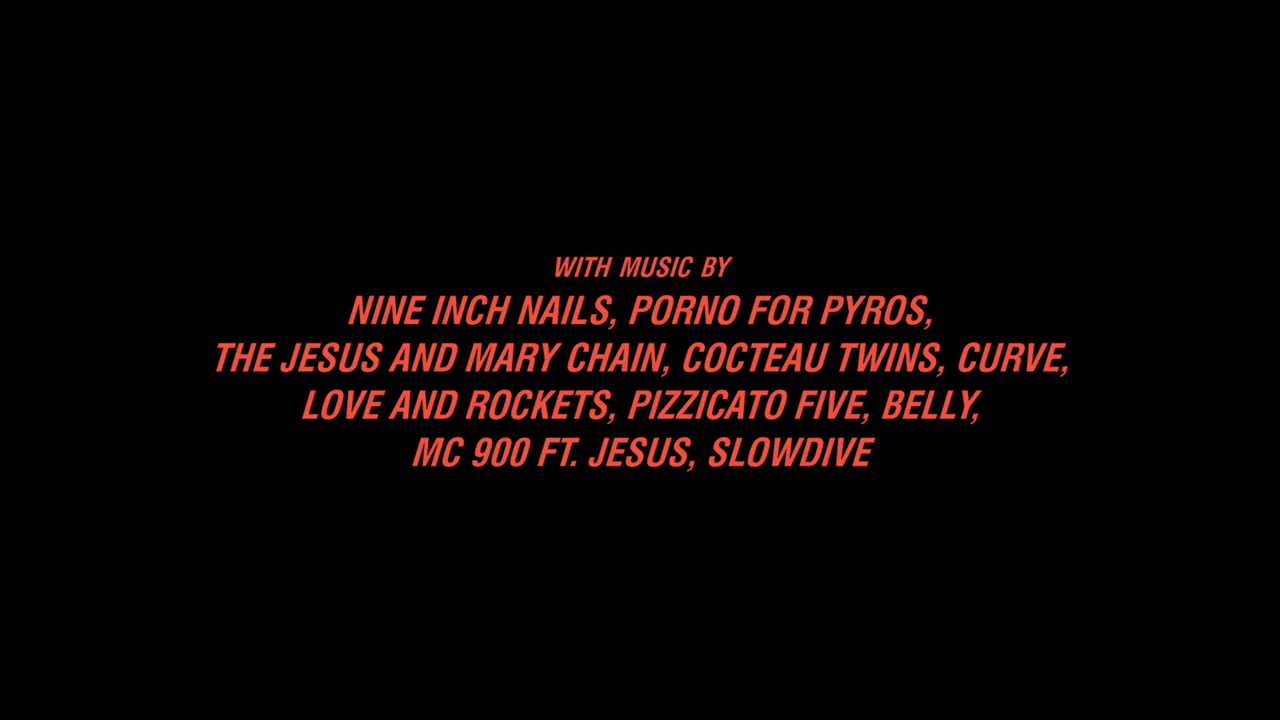 WITH MUSIC BY
NINE INCH NAILS, PORNO FOR PYROS,
THE JESUS AND MARY CHAIN, COCTEAU TWINS, CURVE,
LOVE AND ROCKETS, PIZZICATO FIVE, BELLY,
MC 900 FT. JESUS, SLOWDIVE